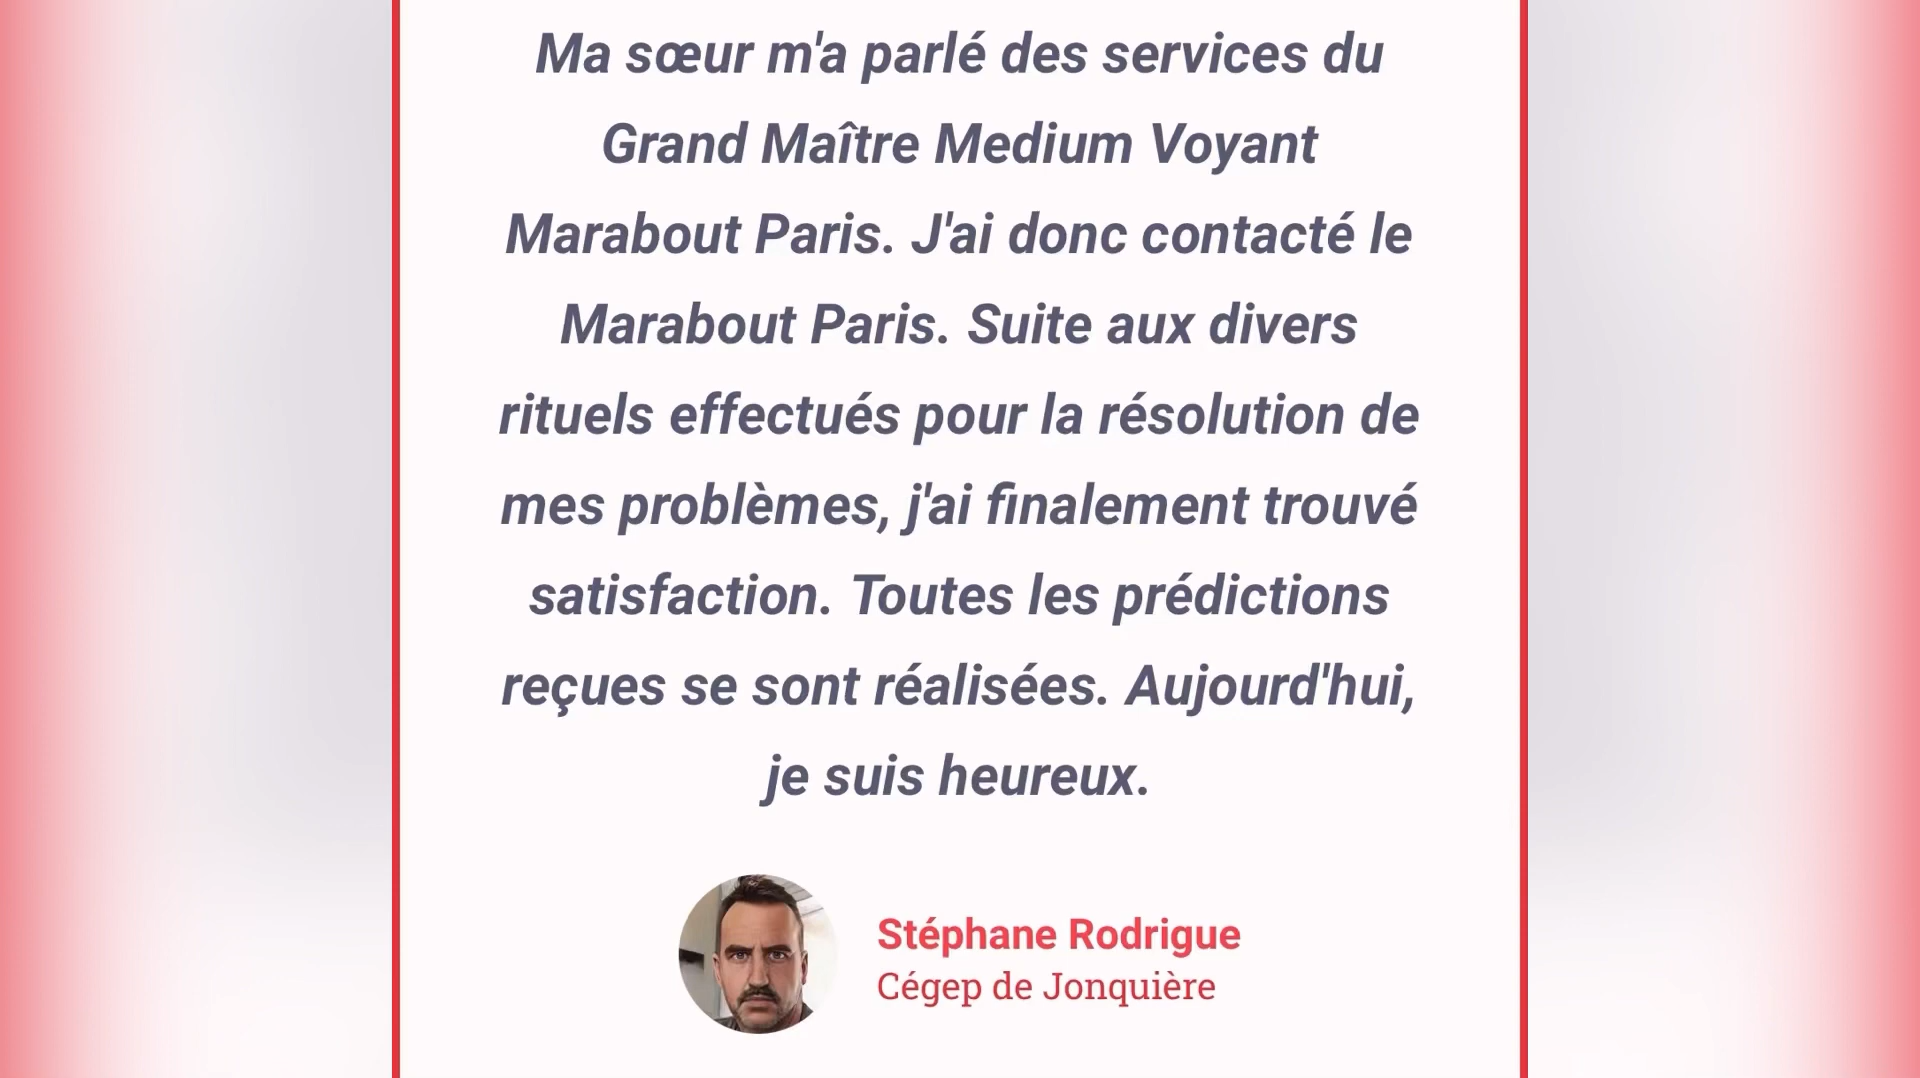 Ma sœur m'a parlé des services du
Grand Maître Medium Voyant
Marabout Paris. J'ai donc contacté le
Marabout Paris. Suite aux divers
rituels effectués pour la résolution de
mes problèmes, j'ai finalement trouvé
satisfaction. Toutes les prédictions
reçues se sont réalisées. Aujourd'hui,
je suis heureux.
Stéphane Rodrigue
Cégep de Jonquière